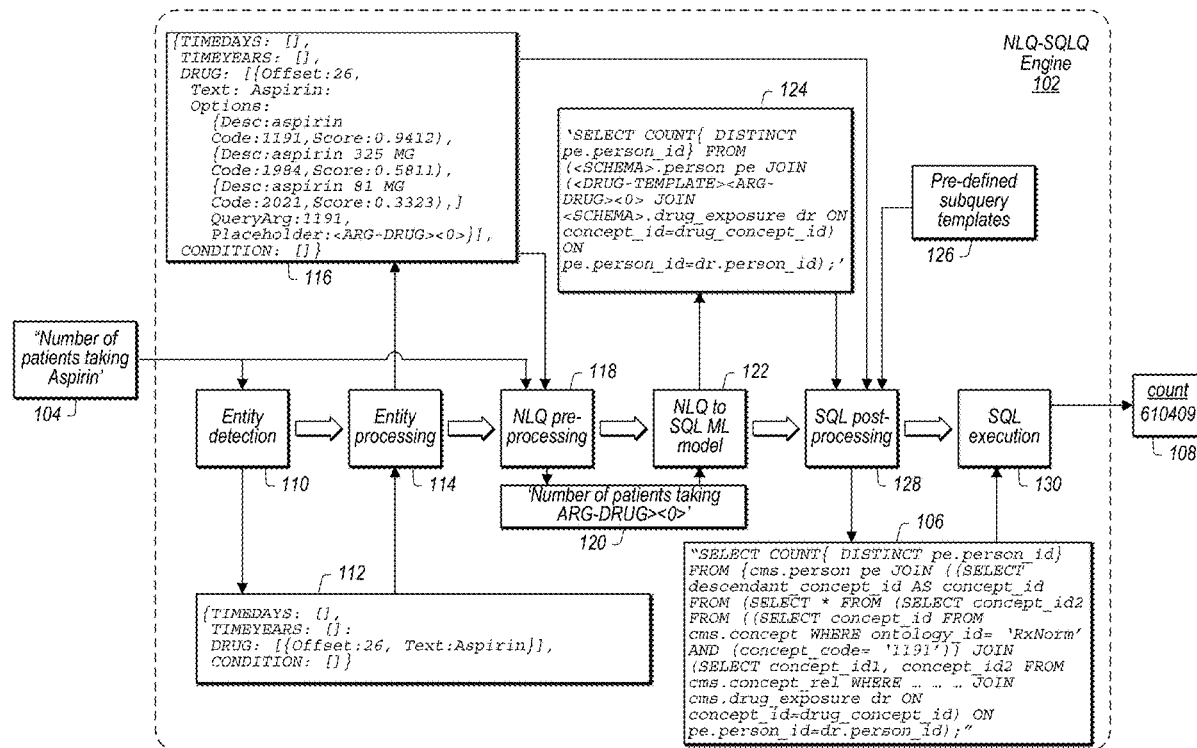 {TIMEDAYS: [],
TIMEYEARS: [],
DRUG: [{Offset:26,
Text: Aspirin:
Options:
{Desc:aspirin
Code:1191,Score:0.9412),
{Desc:aspirin 325 MG
Code:1984,Score:0.5811),
{Desc:aspirin 81 MG
Code:2021,Score:0.3323),]
QueryArg:1191,
Placeholder:<ARG-DRUG><0>}],
CONDITION: []}
116
NLQ-SQLQ
Engine
102
124
‘SELECT COUNT{ DISTINCT
pe.person_id} FROM
(<SCHEMA>.person pe JOIN
(<DRUG-TEMPLATE><ARG-
DRUG><0> JOIN
<SCHEMA>.drug_exposure dr ON
concept_id=drug_concept_id)
ON
pe.person_id=dr.person_id);’
Pre-defined
subquery
templates
126
“Number of
patients taking
Aspirin’
104
Entity
detection
110
Entity
processing
114
118
NLQ pre-
processing
122
NLQ to
SQL ML
model
SQL post-
processing
128
SQL
execution
130
count
610409
108
‘Number of patients taking
ARG-DRUG><0>’
120
112
{TIMEDAYS: [],
TIMEYEARS: []:
DRUG: [{Offset:26, Text:Aspirin}],
CONDITION: []}
106
“SELECT COUNT{ DISTINCT pe.person_id}
FROM {cms.person pe JOIN ((SELECT
descendant_concept_id AS concept_id
FROM (SELECT * FROM (SELECT concept_id2
FROM ((SELECT concept_id FROM
cms.concept WHERE ontology_id= ‘RxNorm’
AND (concept_code= ‘1191’)) JOIN
(SELECT concept_id1, concept_id2 FROM
cms.concept_rel WHERE … … … JOIN
cms.drug_exposure dr ON
concept_id=drug_concept_id) ON
pe.person_id=dr.person_id);”